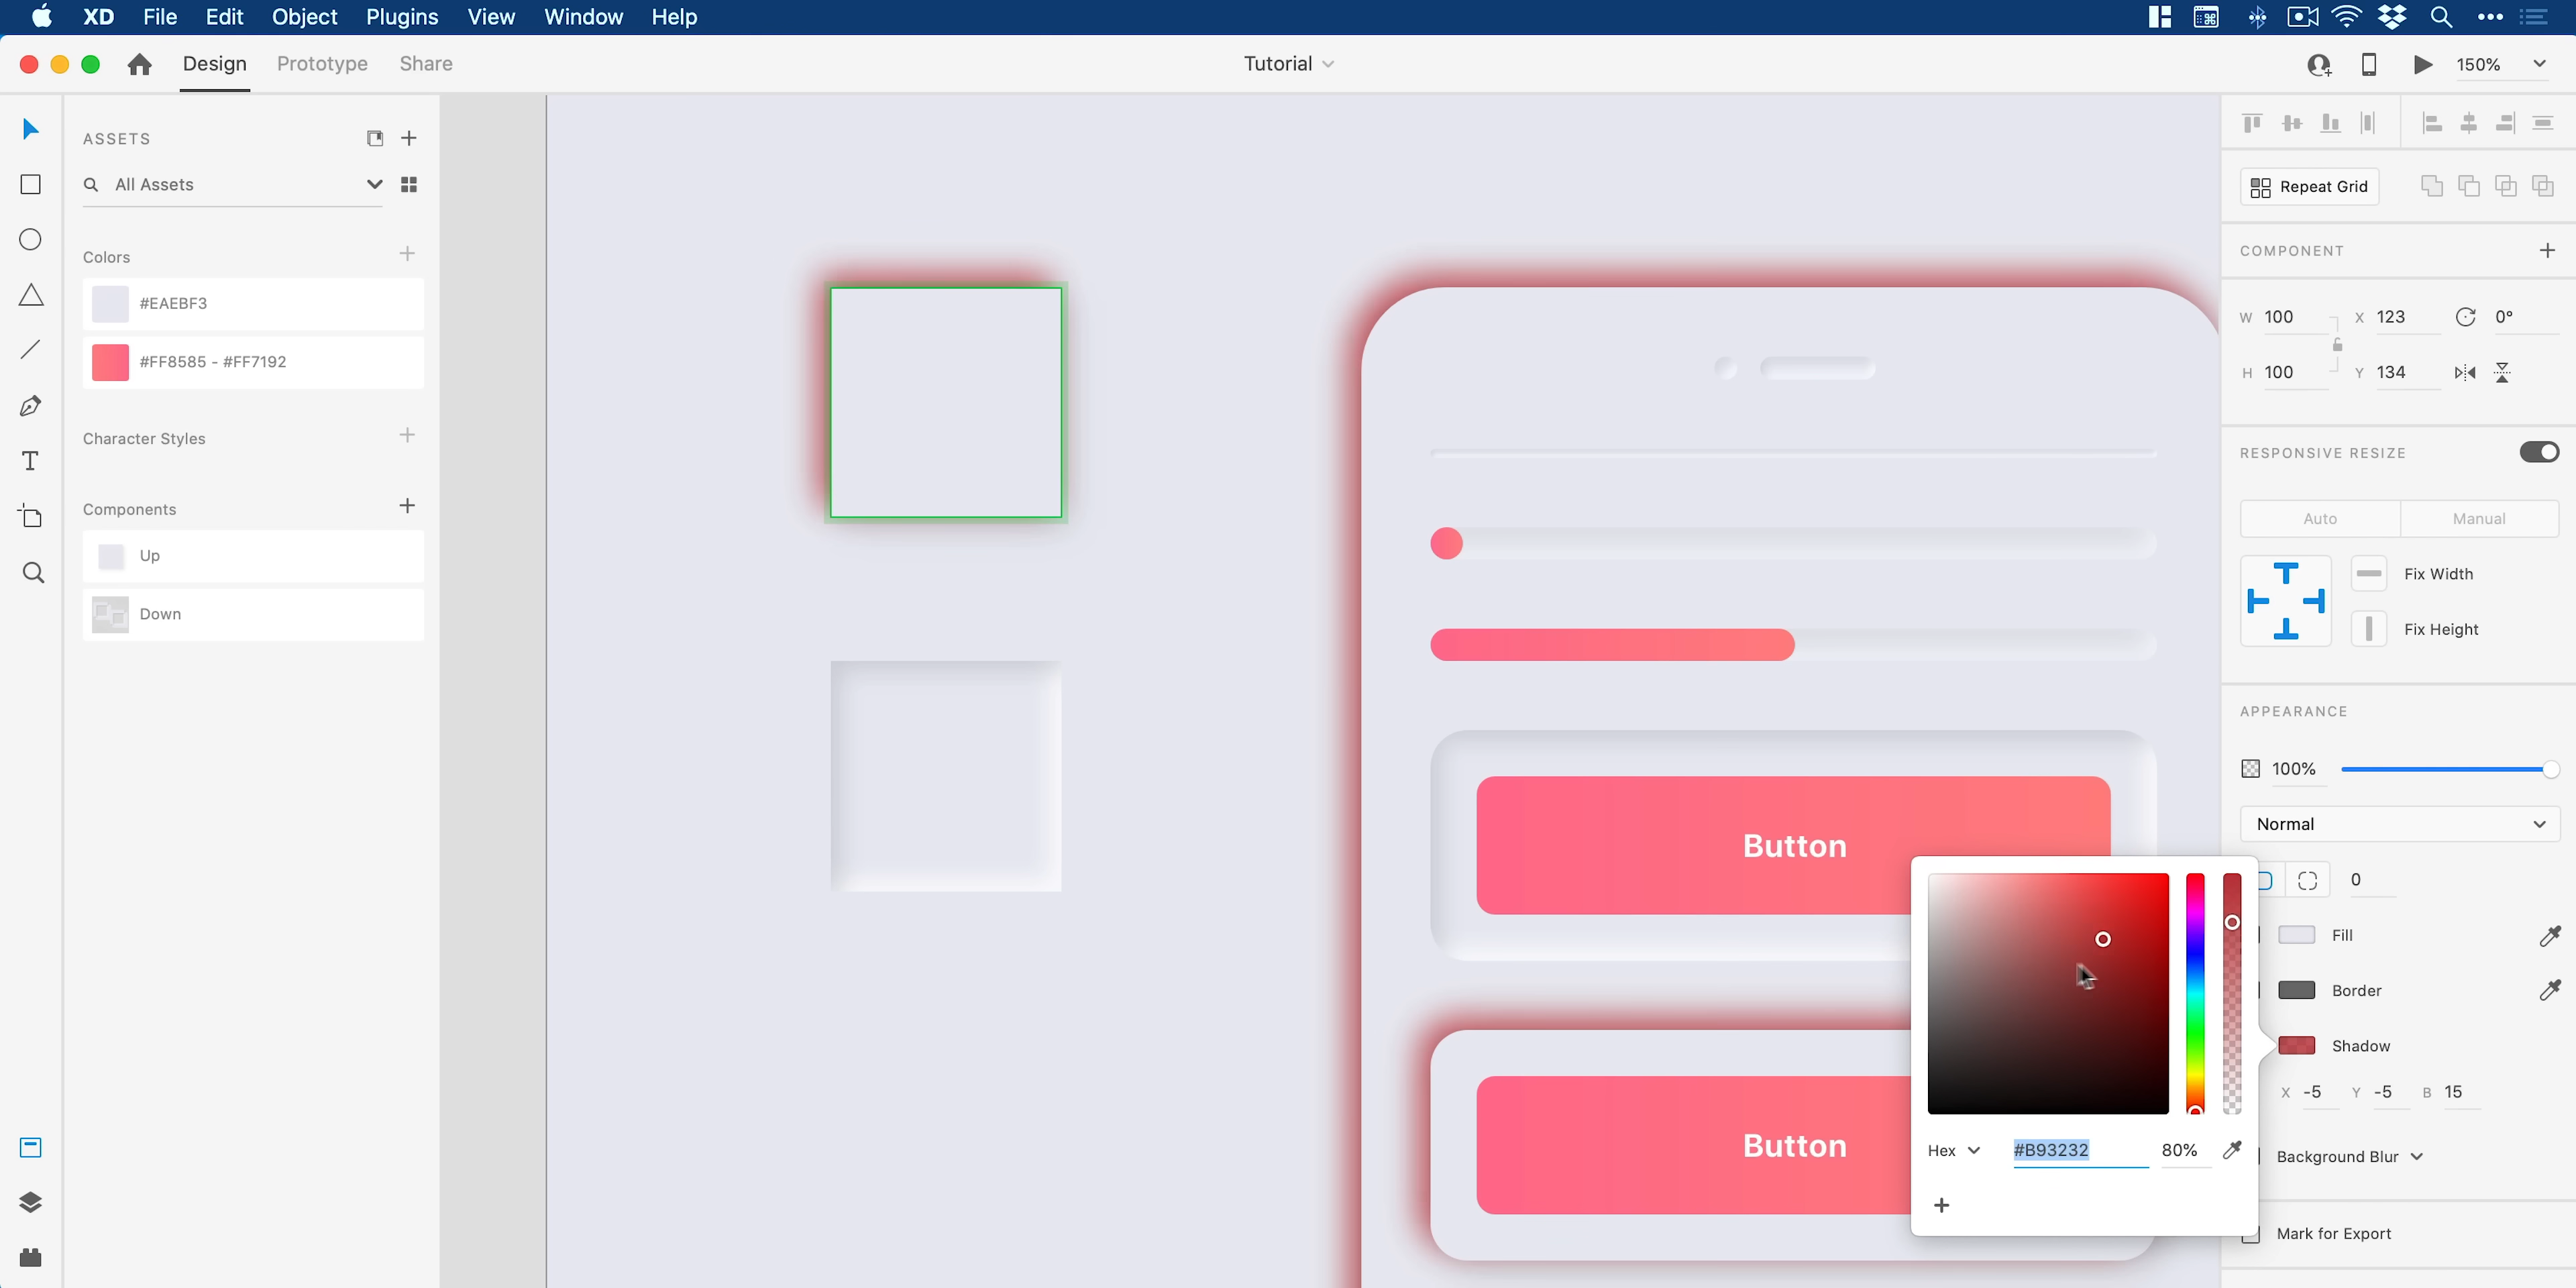 XD File Edit Object Plugins View Window Help
Design Prototype Share
Tutorial
150%
ASSETS
All Assets
Colors
#EAEBF3
#FF8585 - #FF7192
Character Styles
Components
Up
Down
Button
Button
Repeat Grid
COMPONENT
W 100 X 123 0°
H 100 Y 134
RESPONSIVE RESIZE
Auto Manual
Fix Width
Fix Height
APPEARANCE
100%
Normal
0
Fill
Border
Shadow
X -5 Y -5 B 15
Background Blur
Mark for Export
Hex #B93232 80%